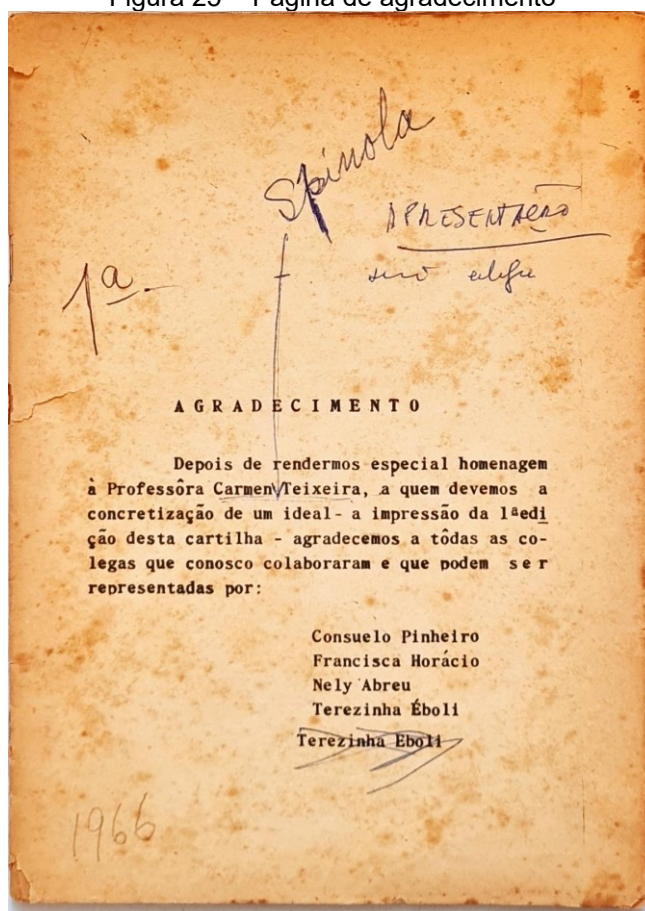 Figura 25 – Página de agradecimento
Spinola
APRESENTAÇÃO
1ª.
AGRADECIMENTO
Depois de rendermos especial homenagem
à Professôra Carmen Teixeira, a quem devemos a
concretização de um ideal- a impressão da 1ªedi
ção desta cartilha - agradecemos a tôdas as co-
legas que conosco colaboraram e que podem ser
representadas por:
Consuelo Pinheiro
Francisca Horácio
Nely Abreu
Terezinha Éboli
Terezinha Eboli
1966